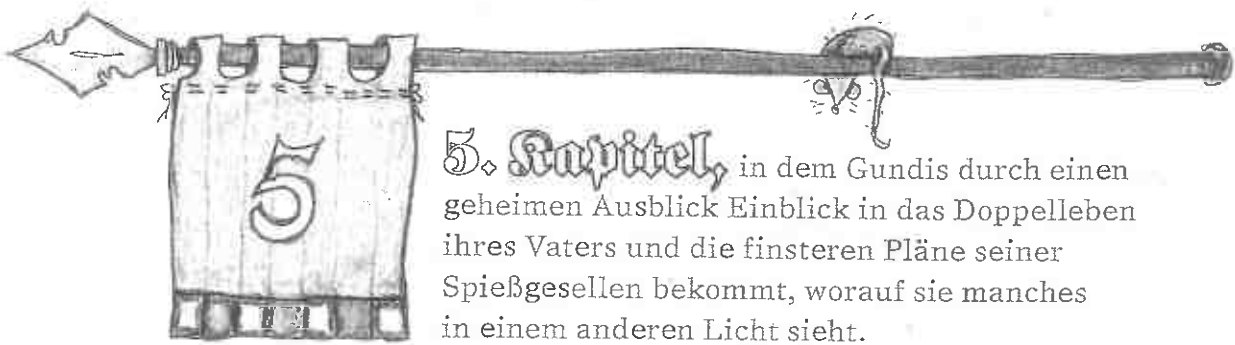 5
5. Kapitel, in dem Gundis durch einen
geheimen Ausblick Einblick in das Doppelleben
ihres Vaters und die finsteren Pläne seiner
Spießgesellen bekommt, worauf sie manches
in einem anderen Licht sieht.